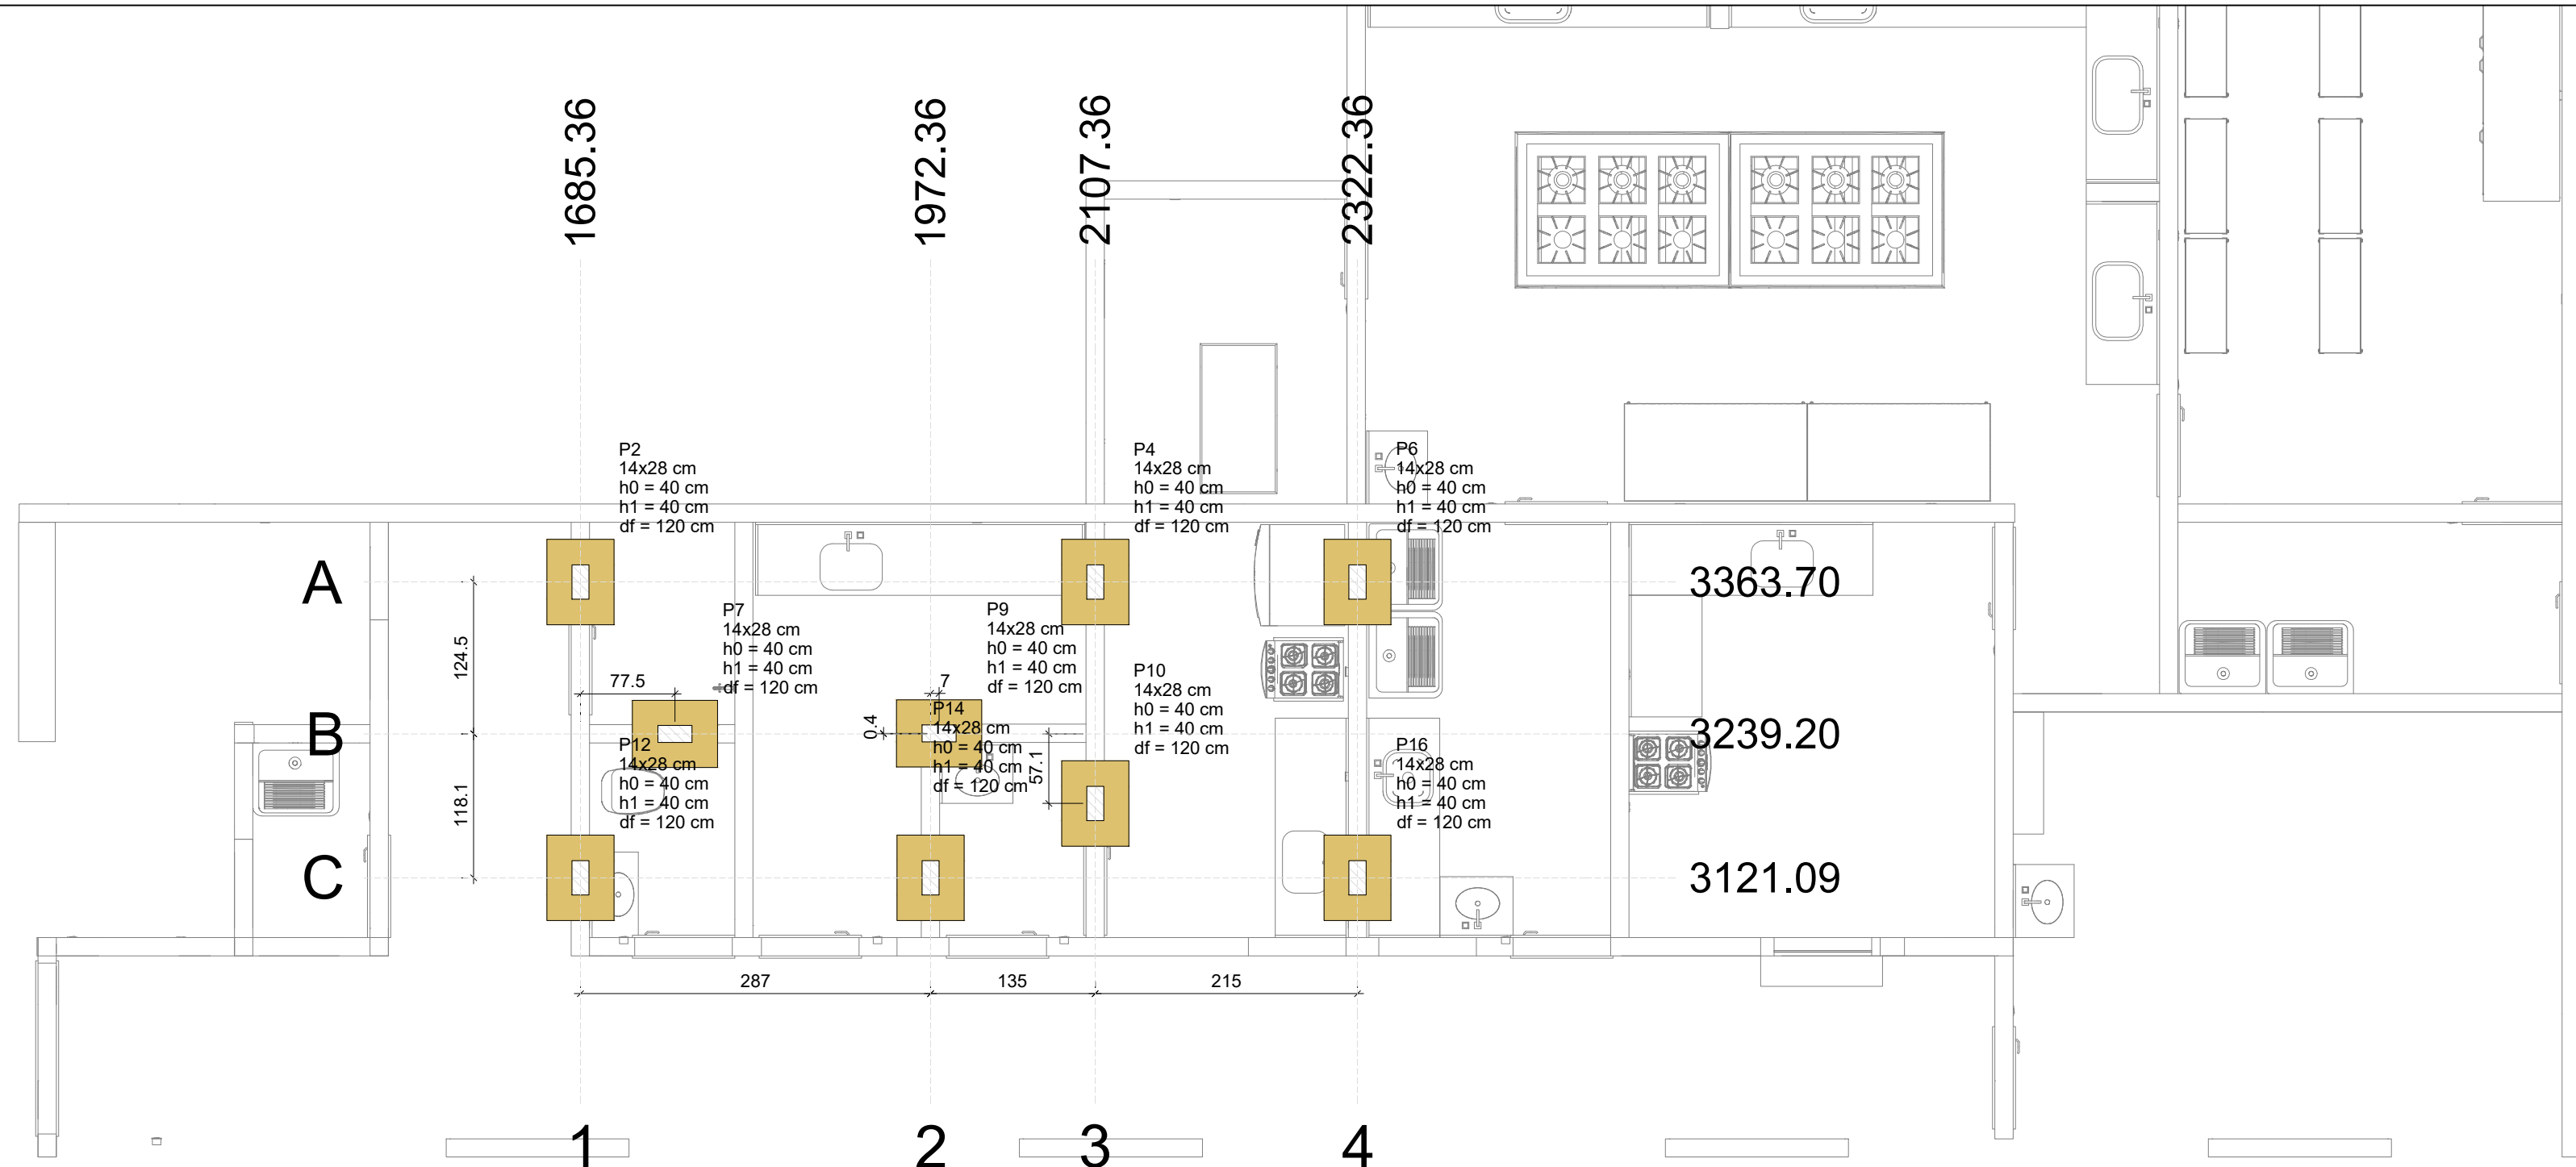 1685.36
1972.36
2107.36
2322.36
P2
14x28 cm
h0 = 40 cm
h1 = 40 cm
df = 120 cm
P4
14x28 cm
h0 = 40 cm
h1 = 40 cm
df = 120 cm
P6
14x28 cm
h0 = 40 cm
h1 = 40 cm
df = 120 cm
A
3363.70
124.5
P7
14x28 cm
h0 = 40 cm
h1 = 40 cm
df = 120 cm
P9
14x28 cm
h0 = 40 cm
h1 = 40 cm
df = 120 cm
P10
14x28 cm
h0 = 40 cm
h1 = 40 cm
df = 120 cm
77.5
7
0.4
B
3239.20
P14
14x28 cm
h0 = 40 cm
h1 = 40 cm
df = 120 cm
57.1
P12
14x28 cm
h0 = 40 cm
h1 = 40 cm
df = 120 cm
P16
14x28 cm
h0 = 40 cm
h1 = 40 cm
df = 120 cm
118.1
C
3121.09
287
135
215
1
2
3
4